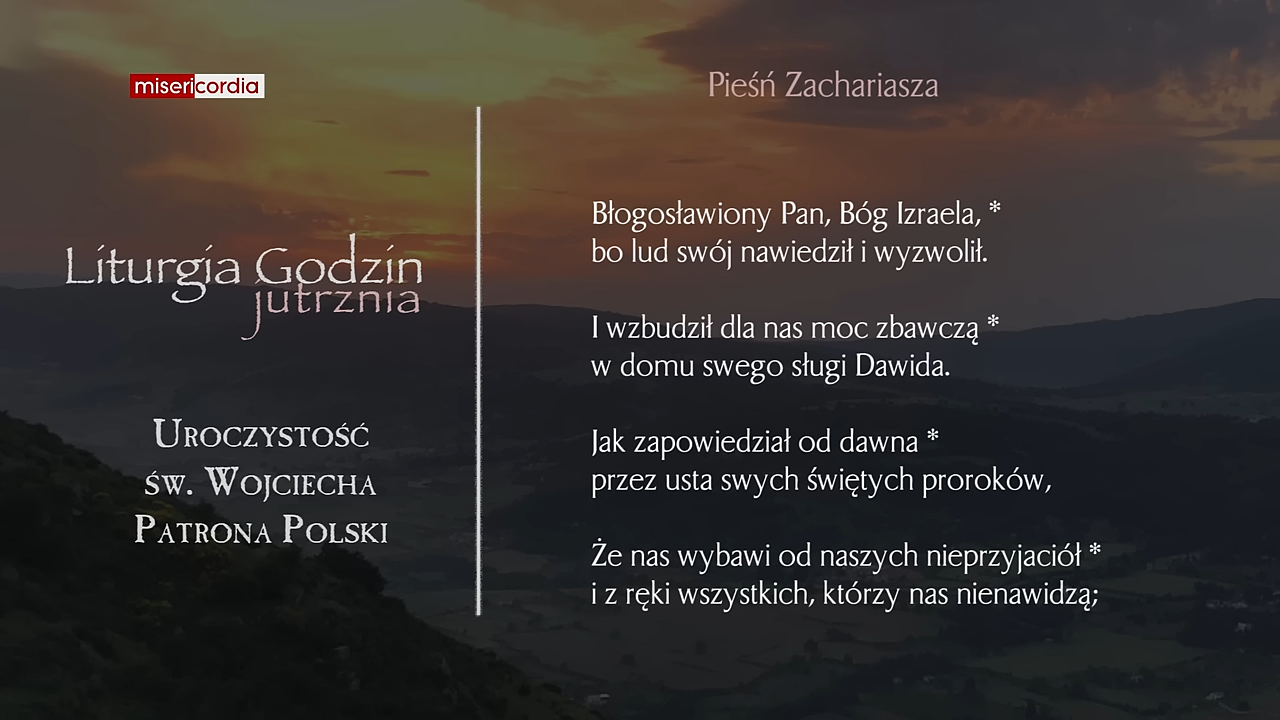 misericordia
Liturgia Godzin
jutrznia
Uroczystość
św. Wojciecha
Patrona Polski
Pieśń Zachariasza
Błogosławiony Pan, Bóg Izraela, *
bo lud swój nawiedził i wyzwolił.
I wzbudził dla nas moc zbawczą *
w domu swego sługi Dawida.
Jak zapowiedział od dawna *
przez usta swych świętych proroków,
Że nas wybawi od naszych nieprzyjaciół *
i z ręki wszystkich, którzy nas nienawidzą;